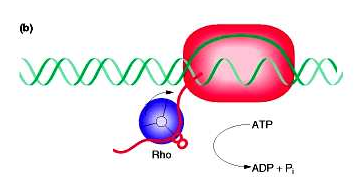 (b)
ATP
Rho
ADP + Pi